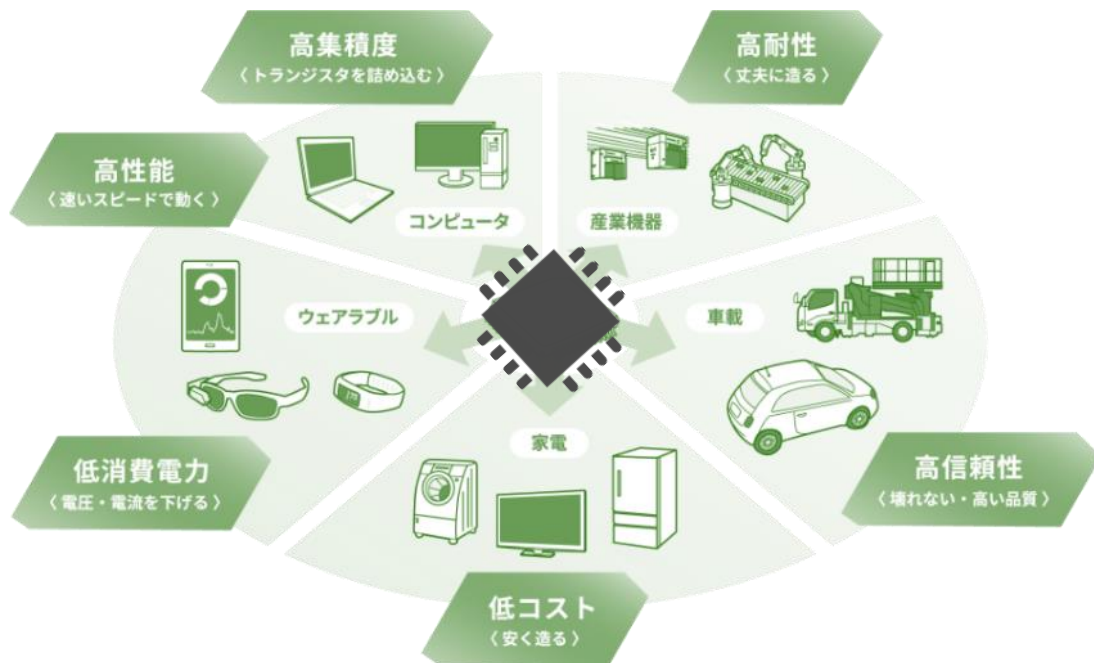 高集積度
〈 トランジスタを詰め込む 〉
高耐性
〈 丈夫に造る 〉
高性能
〈 速いスピードで動く 〉
コンピュータ
産業機器
ウェアラブル
車載
家電
低消費電力
〈 電圧・電流を下げる 〉
高信頼性
〈 壊れない・高い品質 〉
低コスト
〈 安く造る 〉